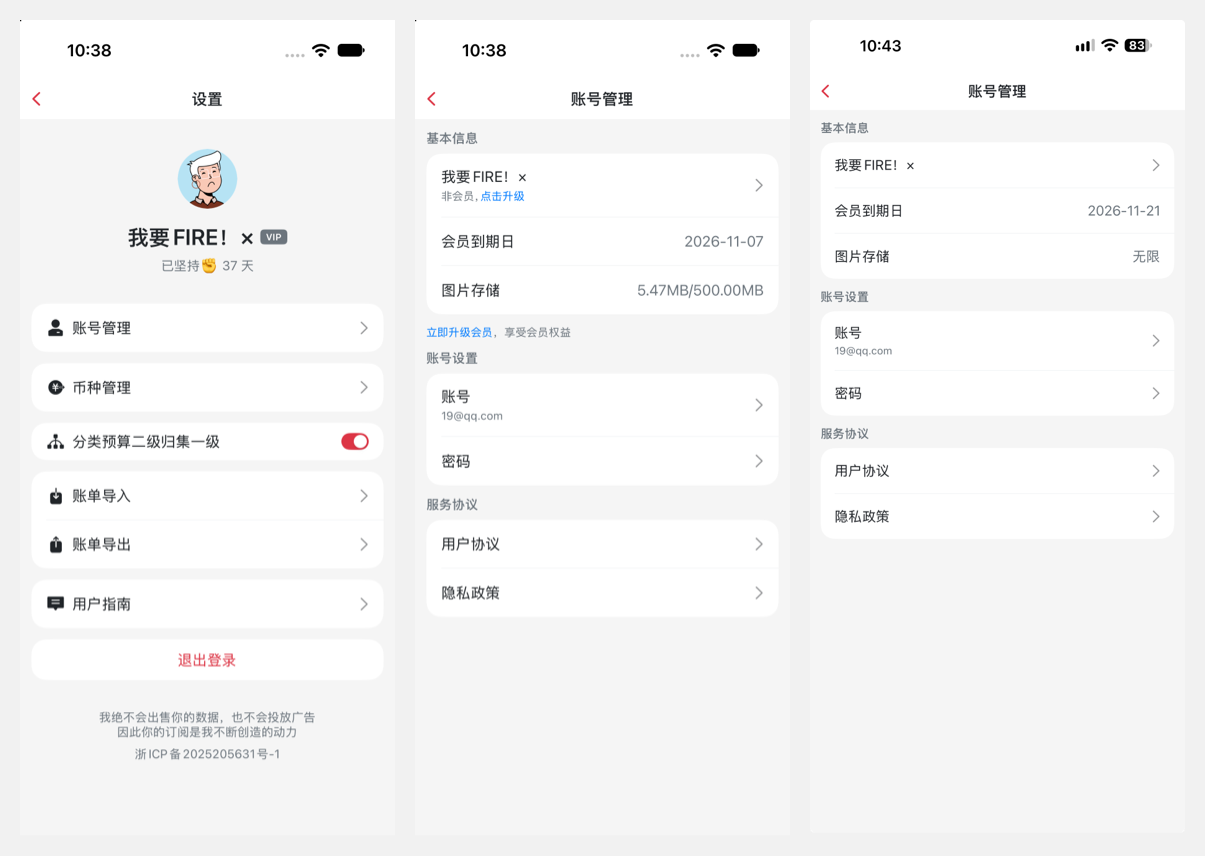 10:38
设置
我要 FIRE! × VIP
已坚持✊ 37 天
账号管理
币种管理
分类预算二级归集一级
账单导入
账单导出
用户指南
退出登录
我绝不会出售你的数据，也不会投放广告
因此你的订阅是我不断创造的动力
浙ICP备2025205631号-1
10:38
账号管理
基本信息
我要 FIRE! ×
非会员,点击升级
会员到期日 2026-11-07
图片存储 5.47MB/500.00MB
立即升级会员，享受会员权益
账号设置
账号
19@qq.com
密码
服务协议
用户协议
隐私政策
10:43 83
账号管理
基本信息
我要 FIRE! ×
会员到期日 2026-11-21
图片存储 无限
账号设置
账号
19@qq.com
密码
服务协议
用户协议
隐私政策